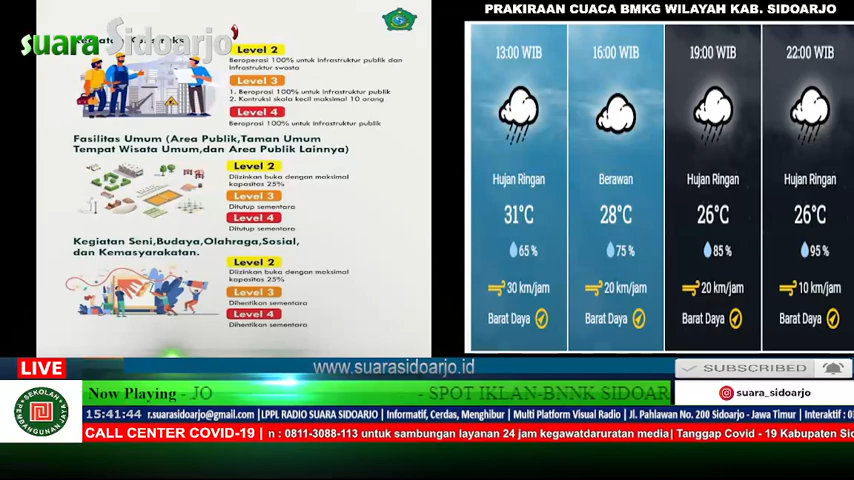 suara Sidoarjo
Kegiatan Konstruksi
Level 2
Beroperasi 100% untuk infrastruktur publik dan
infrastruktur swasta
Level 3
1. Beroprasi 100% untuk infrastruktur publik
2. Kontruksi skala kecil maksimal 10 orang
Level 4
Beroprasi 100% untuk infrastruktur publik
Fasilitas Umum (Area Publik,Taman Umum
Tempat Wisata Umum,dan Area Publik Lainnya)
Level 2
Diizinkan buka dengan maksimal
kapasitas 25%
Level 3
Ditutup sementara
Level 4
Ditutup sementara
Kegiatan Seni,Budaya,Olahraga,Sosial,
dan Kemasyarakatan.
Level 2
Diizinkan buka dengan maksimal
kapasitas 25%
Level 3
Dihentikan sementara
Level 4
Dihentikan sementara
PRAKIRAAN CUACA BMKG WILAYAH KAB. SIDOARJO
13:00 WIB 16:00 WIB 19:00 WIB 22:00 WIB
Hujan Ringan Berawan Hujan Ringan Hujan Ringan
31°C 28°C 26°C 26°C
65 % 75 % 85 % 95 %
30 km/jam 20 km/jam 20 km/jam 10 km/jam
Barat Daya Barat Daya Barat Daya Barat Daya
LIVE
www.suarasidoarjo.id
SUBSCRIBED
Now Playing - JO - SPOT IKLAN-BNNK SIDOAR
suara_sidoarjo
SEKOLAH PEMBANGUNAN JAYA
15:41:44 r.suarasidoarjo@gmail.com |LPPL RADIO SUARA SIDOARJO | Informatif, Cerdas, Menghibur | Multi Platform Visual Radio | Jl. Pahlawan No. 200 Sidoarjo - Jawa Timur | Interaktif :
CALL CENTER COVID-19 | n : 0811-3088-113 untuk sambungan layanan 24 jam kegawatdaruratan media| Tanggap Covid - 19 Kabupaten Sid